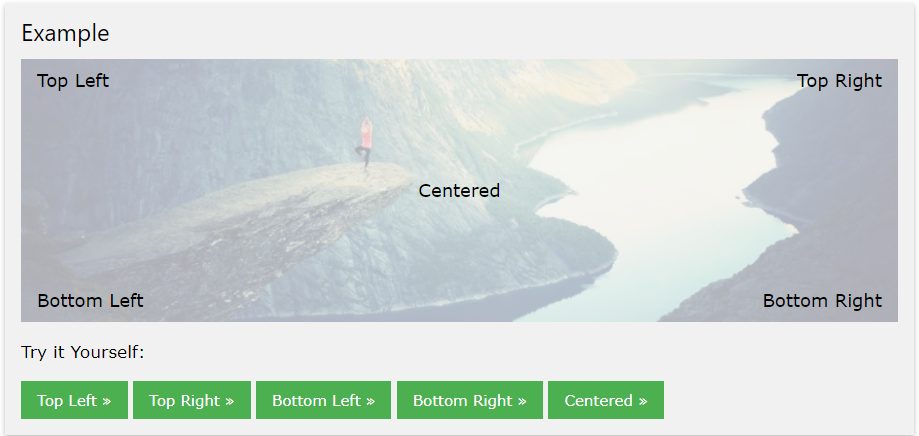 Example
Top Left
Top Right
Centered
Bottom Left
Bottom Right
Try it Yourself:
Top Left »
Top Right »
Bottom Left »
Bottom Right »
Centered »